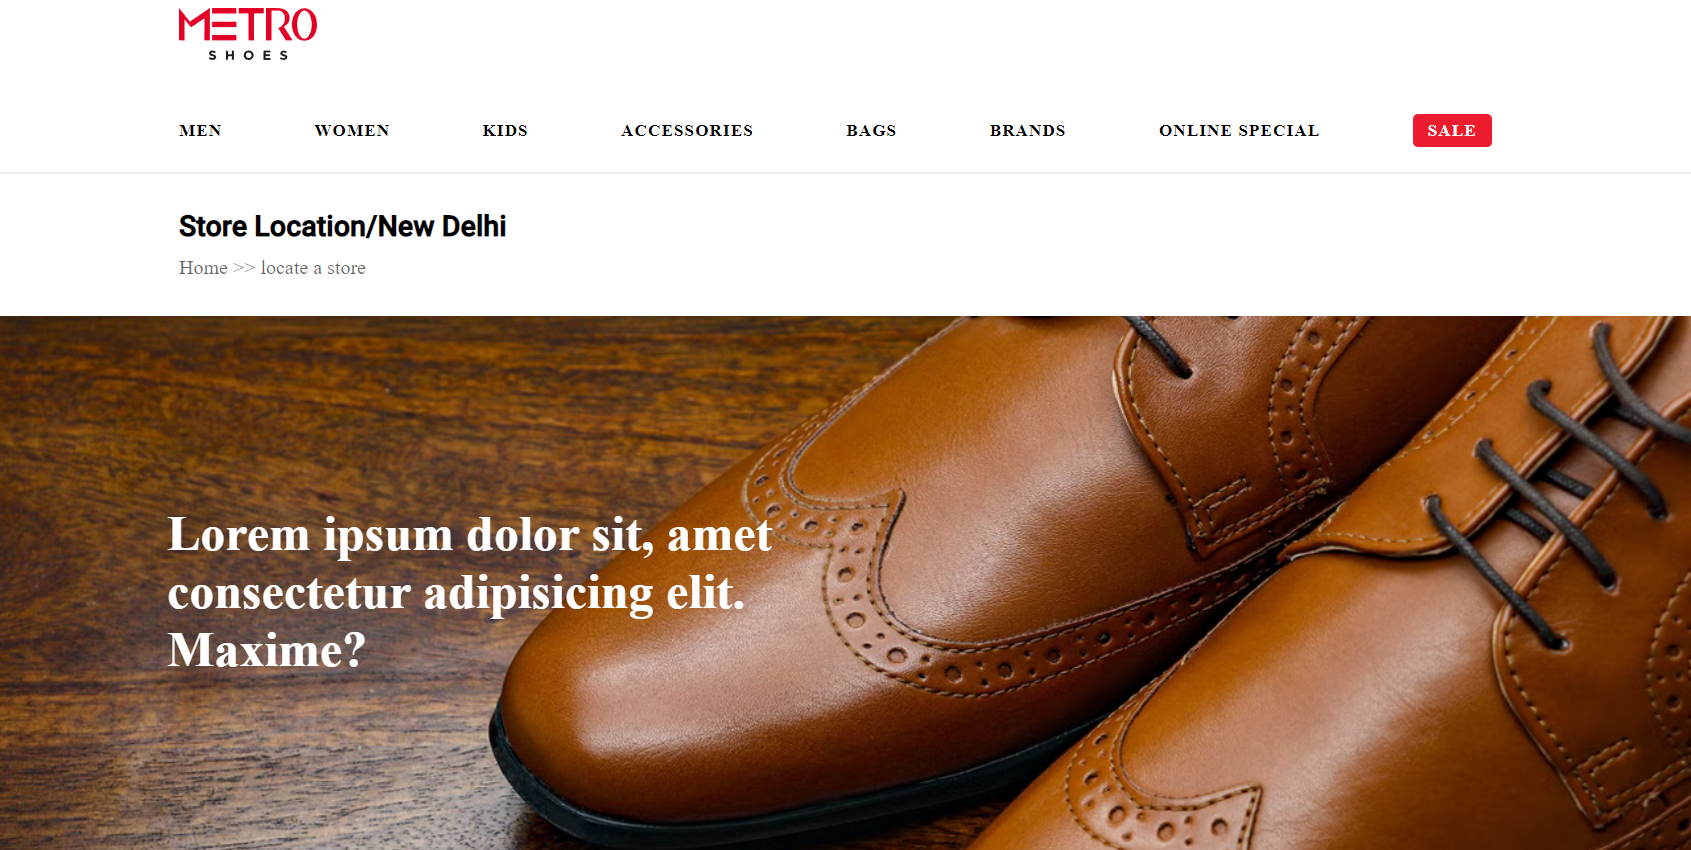 METRO
SHOES
MEN WOMEN KIDS ACCESSORIES BAGS BRANDS ONLINE SPECIAL SALE
Store Location/New Delhi
Home >> locate a store
Lorem ipsum dolor sit, amet
consectetur adipisicing elit.
Maxime?